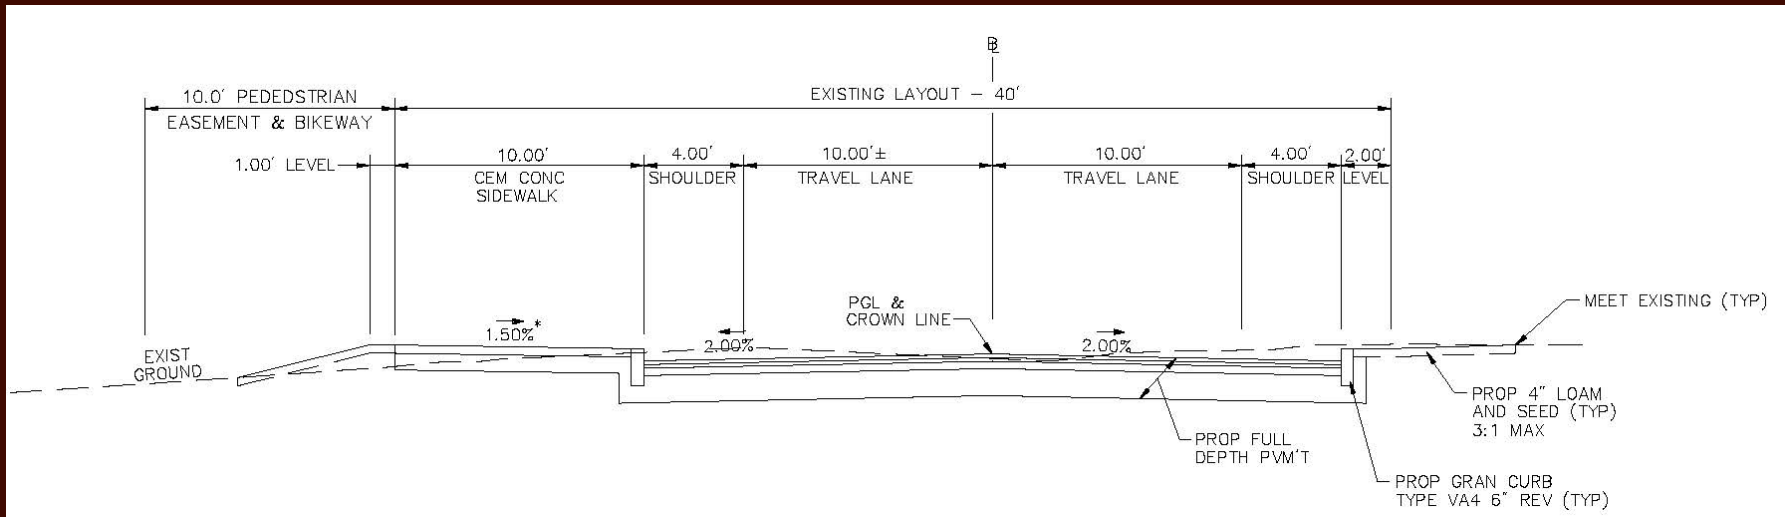 ℄
10.0' PEDEDSTRIAN
EASEMENT & BIKEWAY
EXISTING LAYOUT - 40'
1.00' LEVEL
10.00'
CEM CONC
SIDEWALK
4.00'
SHOULDER
10.00'±
TRAVEL LANE
10.00'
TRAVEL LANE
4.00'
SHOULDER
2.00'
LEVEL
PGL &
CROWN LINE
MEET EXISTING (TYP)
1.50%*
2.00%
2.00%
EXIST
GROUND
PROP 4" LOAM
AND SEED (TYP)
3:1 MAX
PROP FULL
DEPTH PVM'T
PROP GRAN CURB
TYPE VA4 6" REV (TYP)